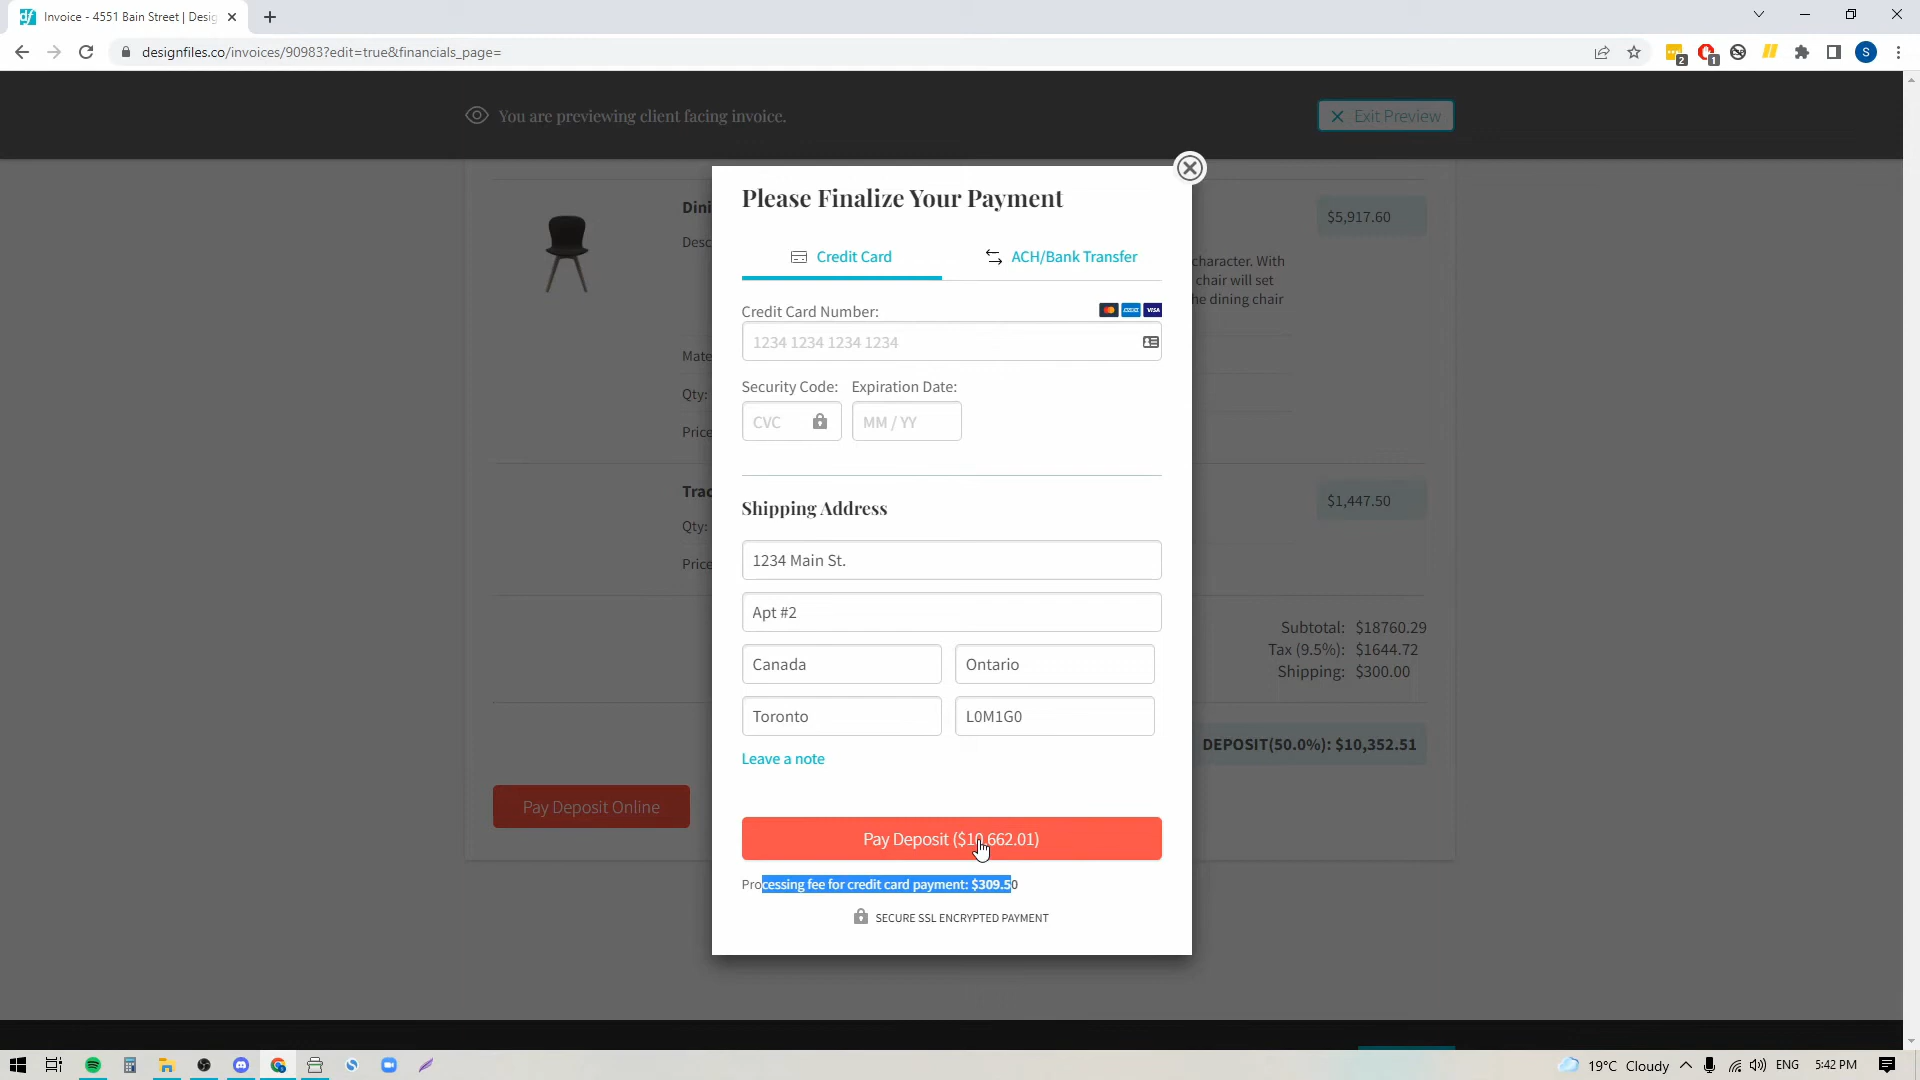 Invoice - 4551 Bain Street | Desig
designfiles.co/invoices/90983?edit=true&financials_page=
2
1
S
You are previewing client facing invoice.
Exit Preview
Please Finalize Your Payment
Credit Card
ACH/Bank Transfer
Credit Card Number:
VISA
1234 1234 1234 1234
Security Code:
Expiration Date:
CVC
MM / YY
Shipping Address
1234 Main St.
Apt #2
Canada
Ontario
Toronto
L0M1G0
Leave a note
Pay Deposit ($10,662.01)
Processing fee for credit card payment: $309.50
SECURE SSL ENCRYPTED PAYMENT
Dini
$5,917.60
Desc
character. With
chair will set
he dining chair
Mate
Qty:
Price
Trac
$1,447.50
Qty:
Price
Subtotal: $18760.29
Tax (9.5%): $1644.72
Shipping: $300.00
DEPOSIT(50.0%): $10,352.51
Pay Deposit Online
19°C Cloudy
ENG
5:42 PM